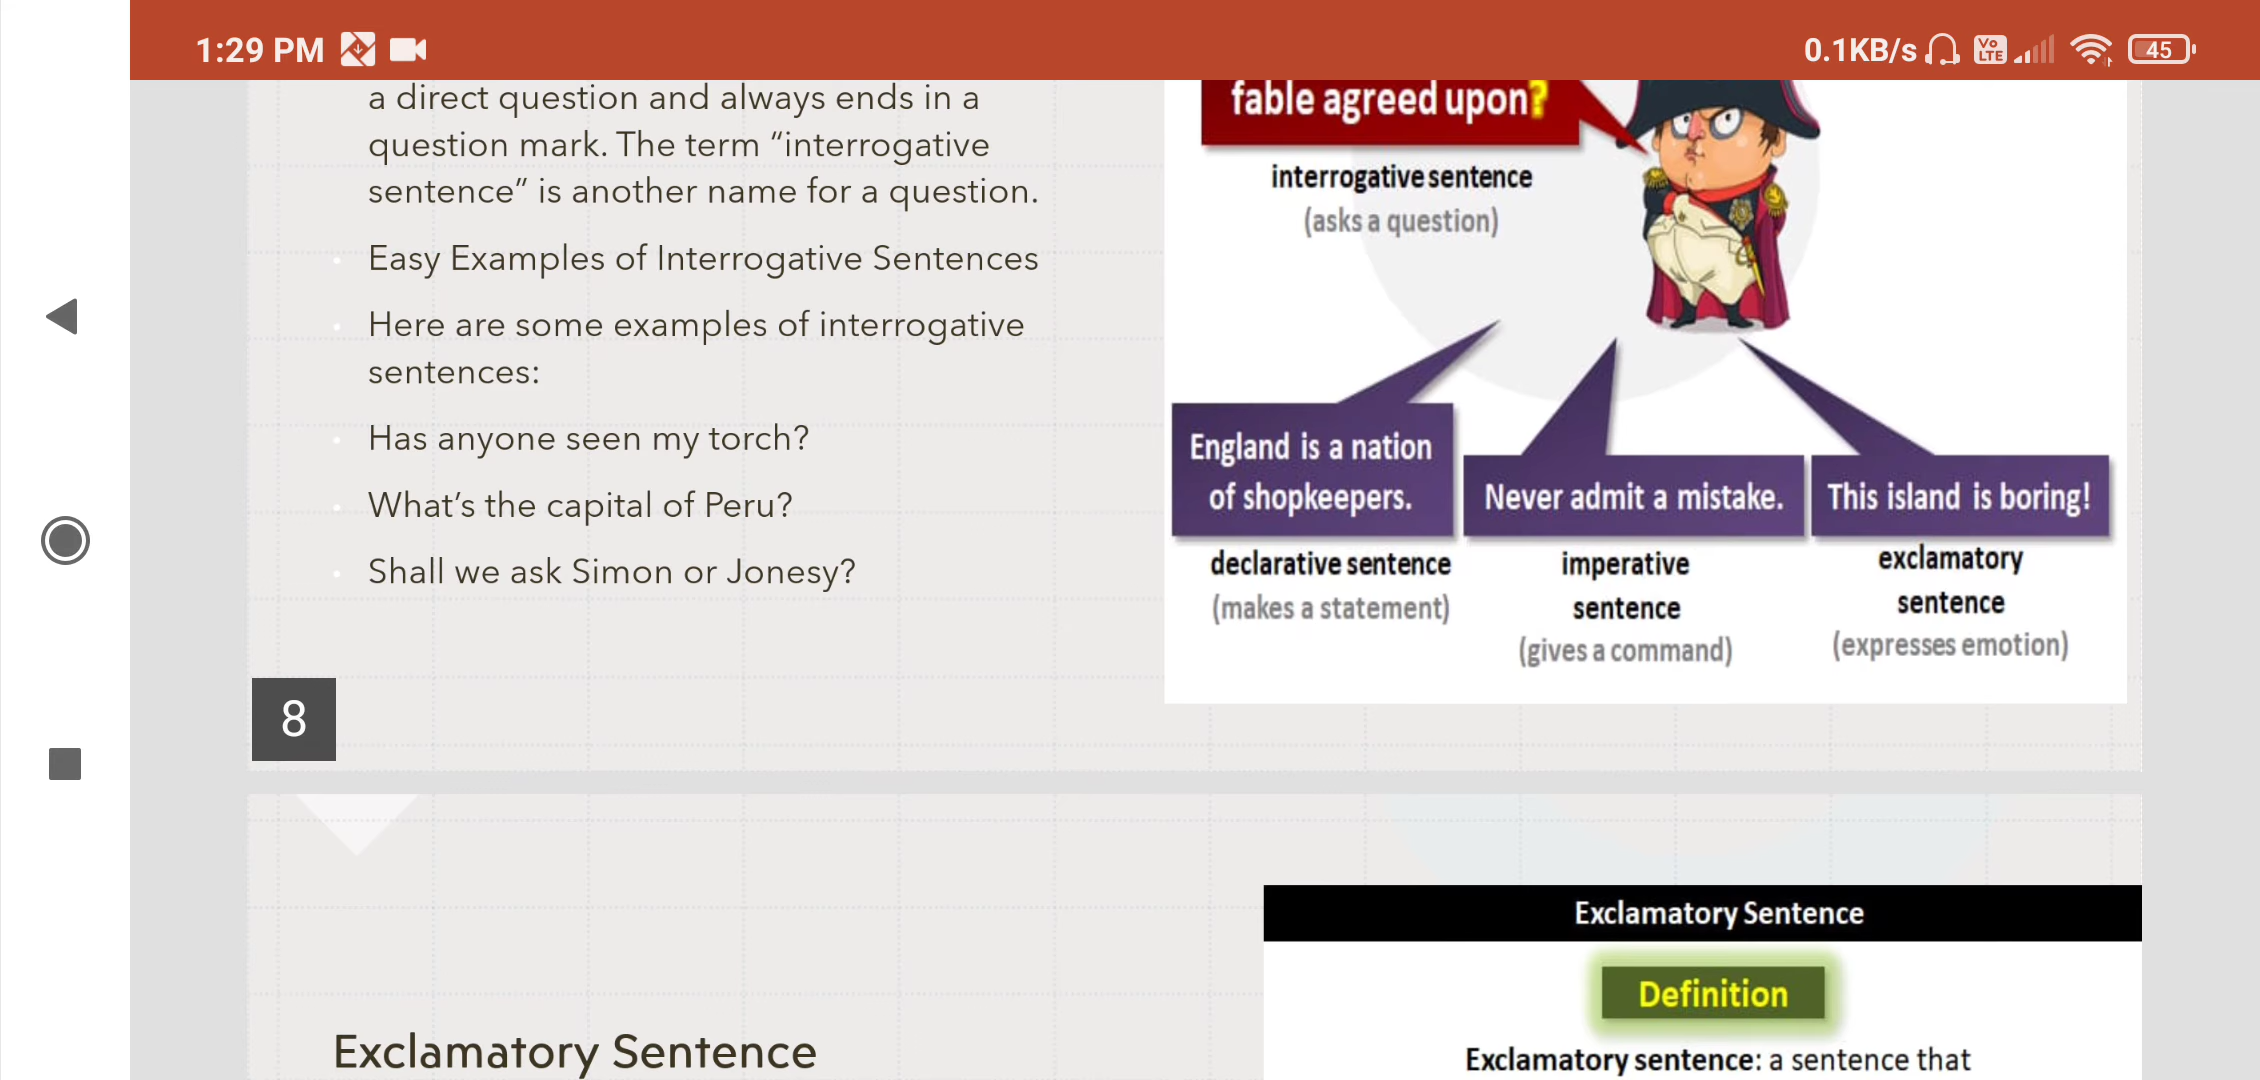 1:29 PM
0.1KB/s
Vo
LTE
45
a direct question and always ends in a
question mark. The term “interrogative
sentence” is another name for a question.
Easy Examples of Interrogative Sentences
Here are some examples of interrogative
sentences:
Has anyone seen my torch?
What’s the capital of Peru?
Shall we ask Simon or Jonesy?
8
fable agreed upon?
interrogative sentence
(asks a question)
England is a nation
of shopkeepers.
declarative sentence
(makes a statement)
Never admit a mistake.
imperative
sentence
(gives a command)
This island is boring!
exclamatory
sentence
(expresses emotion)
Exclamatory Sentence
Exclamatory Sentence
Definition
Exclamatory sentence: a sentence that